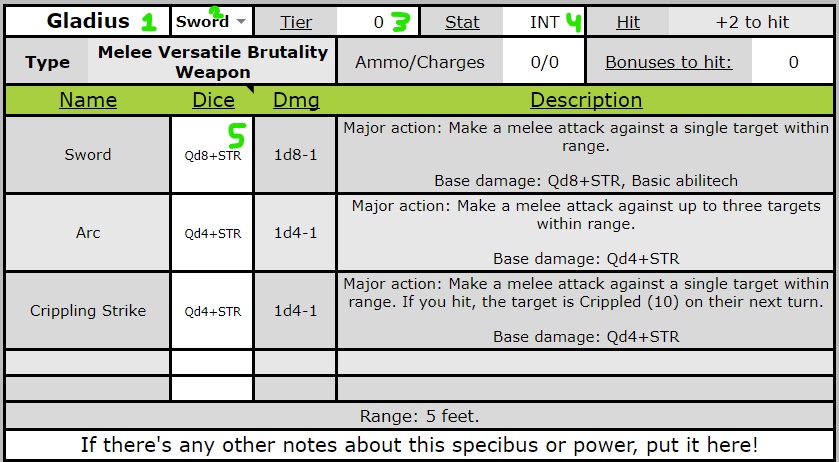 Gladius 1 Sword 2 Tier 0 3 Stat INT 4 Hit +2 to hit
Type Melee Versatile Brutality Weapon Ammo/Charges 0/0 Bonuses to hit: 0
Name Dice Dmg Description
Sword Qd8+STR 5 1d8-1 Major action: Make a melee attack against a single target within
range.
Base damage: Qd8+STR, Basic abilitech
Arc Qd4+STR 1d4-1 Major action: Make a melee attack against up to three targets
within range.
Base damage: Qd4+STR
Crippling Strike Qd4+STR 1d4-1 Major action: Make a melee attack against a single target within
range. If you hit, the target is Crippled (10) on their next turn.
Base damage: Qd4+STR
Range: 5 feet.
If there's any other notes about this specibus or power, put it here!